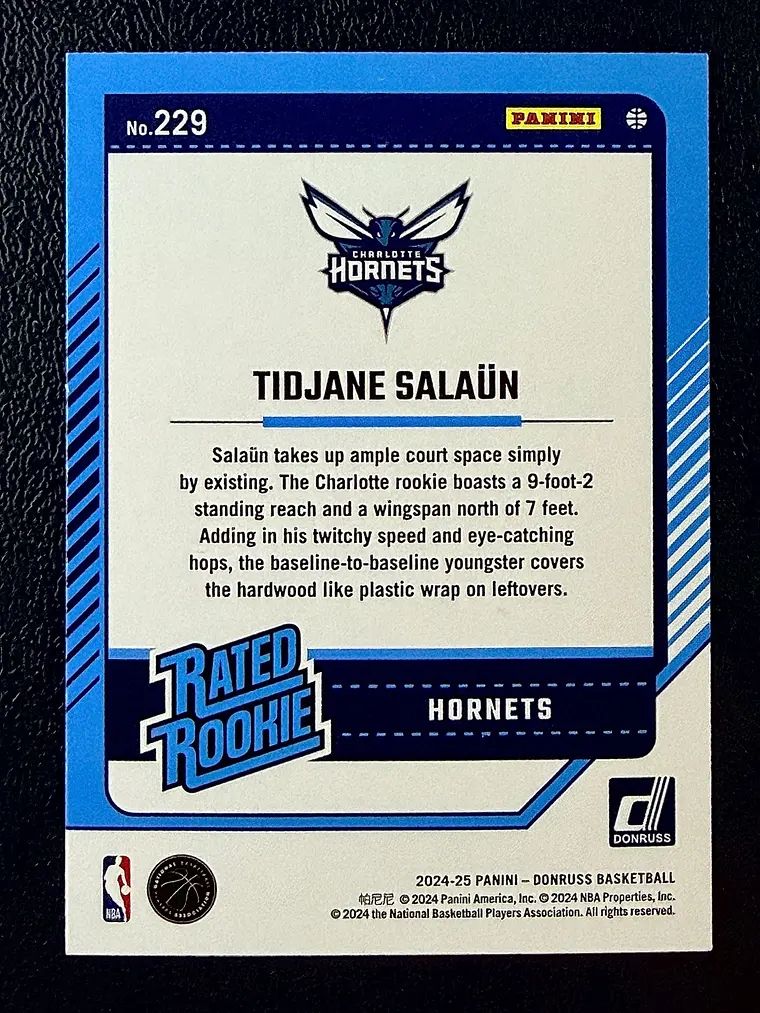 No.229
PANINI
CHARLOTTE
HORNETS
TIDJANE SALAÜN
Salaün takes up ample court space simply
by existing. The Charlotte rookie boasts a 9-foot-2
standing reach and a wingspan north of 7 feet.
Adding in his twitchy speed and eye-catching
hops, the baseline-to-baseline youngster covers
the hardwood like plastic wrap on leftovers.
RATED
ROOKIE
HORNETS
DONRUSS
NBA
NATIONAL BASKETBALL
2024-25 PANINI – DONRUSS BASKETBALL
帕尼尼 © 2024 Panini America, Inc. © 2024 NBA Properties, Inc.
© 2024 the National Basketball Players Association. All rights reserved.